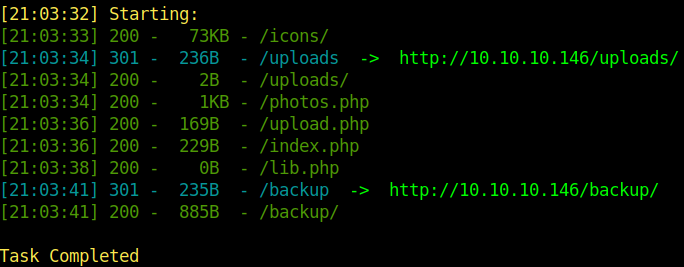 [21:03:32] Starting:
[21:03:33] 200 -   73KB - /icons/
[21:03:34] 301 -  236B  - /uploads  ->  http://10.10.10.146/uploads/
[21:03:34] 200 -    2B  - /uploads/
[21:03:34] 200 -    1KB - /photos.php
[21:03:36] 200 -  169B  - /upload.php
[21:03:36] 200 -  229B  - /index.php
[21:03:38] 200 -    0B  - /lib.php
[21:03:41] 301 -  235B  - /backup  ->  http://10.10.10.146/backup/
[21:03:41] 200 -  885B  - /backup/
Task Completed